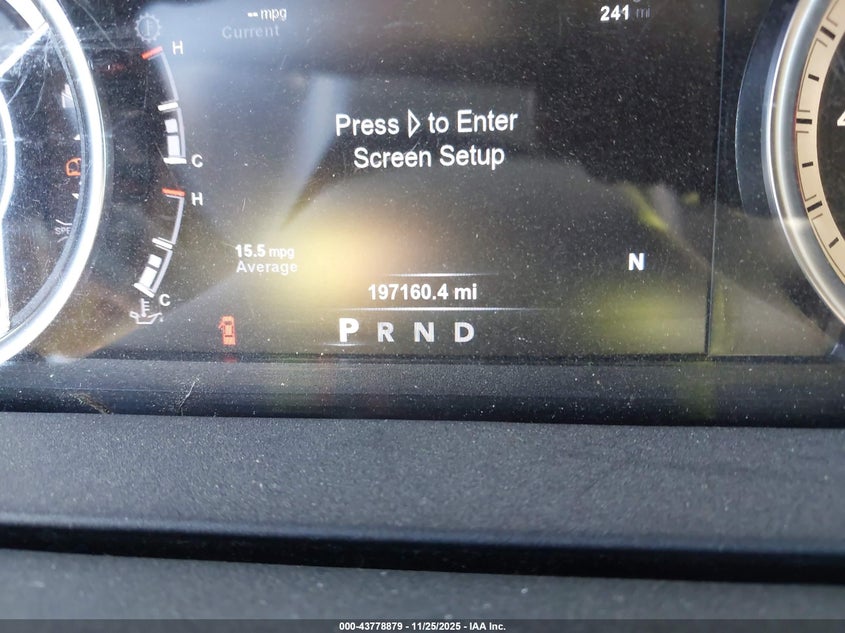 -- mpg
Current
241 mi
H
C
H
C
Press ▷ to Enter
Screen Setup
15.5 mpg
Average
N
197160.4 mi
P R N D
000-43778879 - 11/25/2025 - IAA Inc.